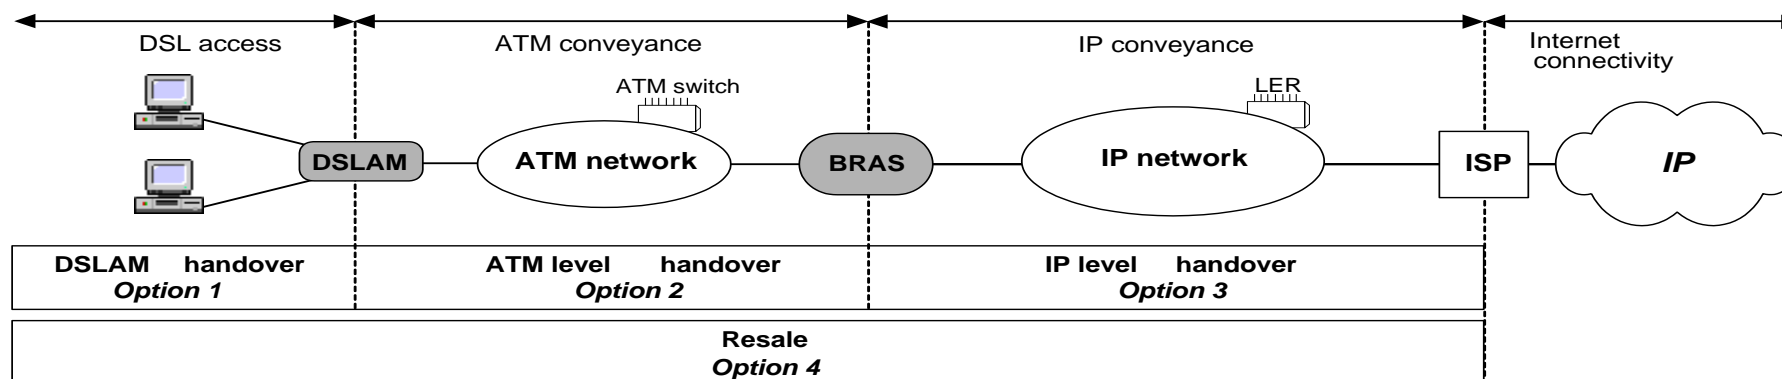 DSL access
ATM conveyance
IP conveyance
Internet
connectivity
ATM switch
LER
DSLAM
ATM network
BRAS
IP network
ISP
IP
DSLAM handover
Option 1
ATM level handover
Option 2
IP level handover
Option 3
Resale
Option 4